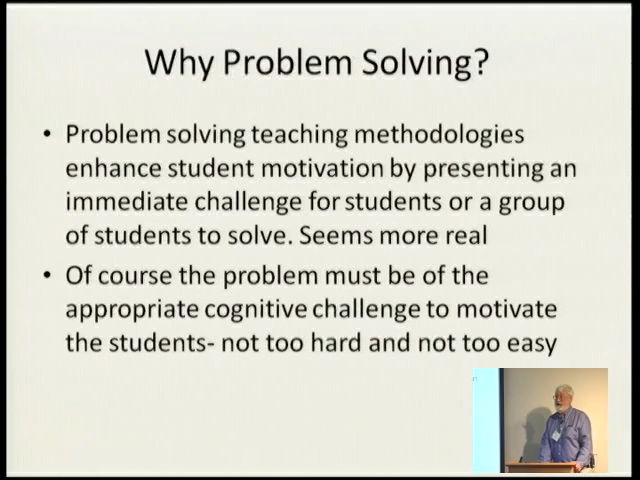 Why Problem Solving?
• Problem solving teaching methodologies
enhance student motivation by presenting an
immediate challenge for students or a group
of students to solve. Seems more real
• Of course the problem must be of the
appropriate cognitive challenge to motivate
the students- not too hard and not too easy